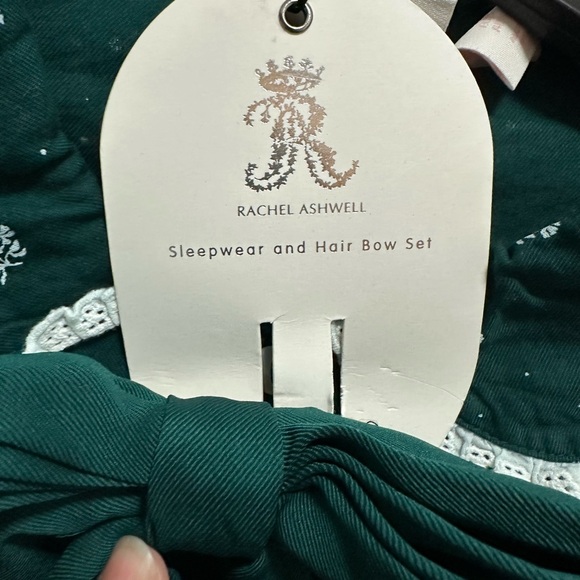 RACHEL ASHWELL
Sleepwear and Hair Bow Set